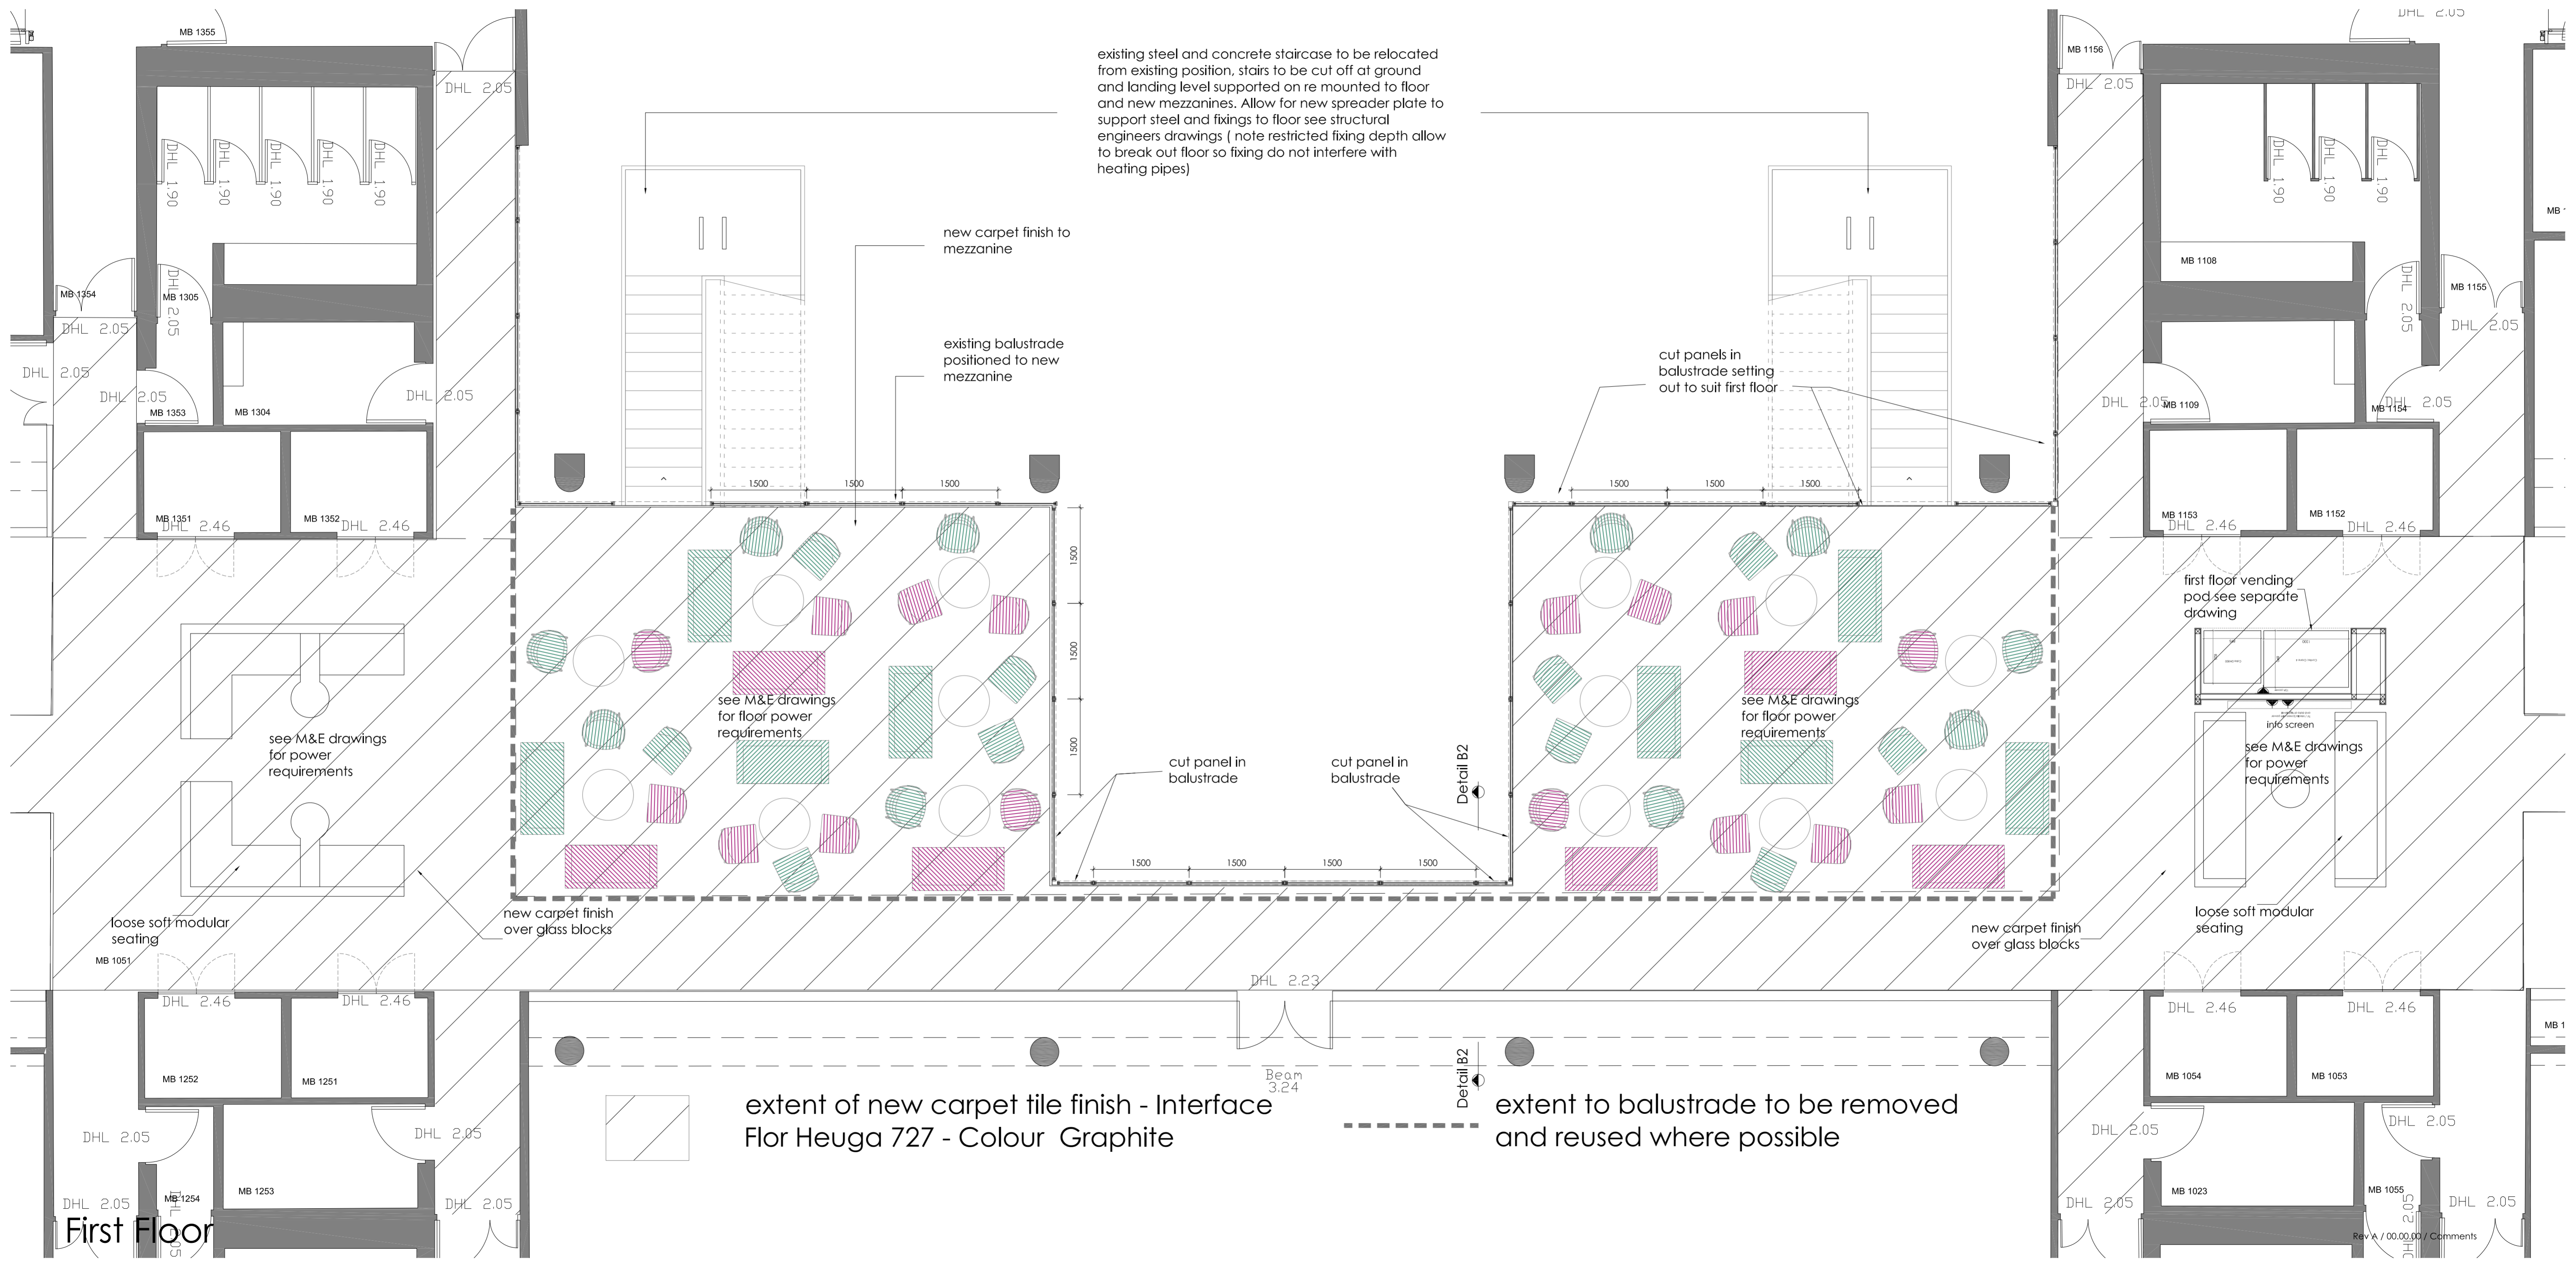 MB 1355
DHL 2.05
MB 1156
DHL 2.05
DHL 2.05
existing steel and concrete staircase to be relocated
from existing position, stairs to be cut off at ground
and landing level supported on re mounted to floor
and new mezzanines. Allow for new spreader plate to
support steel and fixings to floor see structural
engineers drawings ( note restricted fixing depth allow
to break out floor so fixing do not interfere with
heating pipes)
DHL 1.90
DHL 1.90
DHL 1.90
DHL 1.90
DHL 1.90
DHL 1.90
DHL 1.90
DHL 1.90
new carpet finish to
mezzanine
MB 1354
DHL 2.05
MB 1305
DHL 2.05
MB 1108
DHL 2.05
MB 1155
DHL 2.05
existing balustrade
positioned to new
mezzanine
cut panels in
balustrade setting
out to suit first floor
DHL 2.05
DHL 2.05
MB 1353
MB 1304
DHL 2.05
DHL 2.05
MB 1109
MB 1154
DHL 2.05
1500
1500
1500
1500
1500
1500
MB 1351
DHL 2.46
MB 1352
DHL 2.46
MB 1153
DHL 2.46
MB 1152
DHL 2.46
1500
1500
1500
first floor vending
pod see separate
drawing
info screen
see M&E drawings
for power
requirements
see M&E drawings
for floor power
requirements
see M&E drawings
for floor power
requirements
see M&E drawings
for power
requirements
cut panel in
balustrade
cut panel in
balustrade
Detail B2
1500
1500
1500
1500
loose soft modular
seating
new carpet finish
over glass blocks
new carpet finish
over glass blocks
loose soft modular
seating
MB 1051
DHL 2.46
DHL 2.46
DHL 2.23
DHL 2.46
DHL 2.46
MB 1252
MB 1251
Beam
3.24
Detail B2
MB 1054
MB 1053
MB 1
extent of new carpet tile finish - Interface
Flor Heuga 727 - Colour Graphite
extent to balustrade to be removed
and reused where possible
DHL 2.05
DHL 2.05
DHL 2.05
DHL 2.05
MB 1253
MB 1254
DHL 2.05
DHL 2.05
MB 1023
MB 1055
DHL 2.05
DHL 2.05
First Floor
Rev A / 00.00.00 / Comments